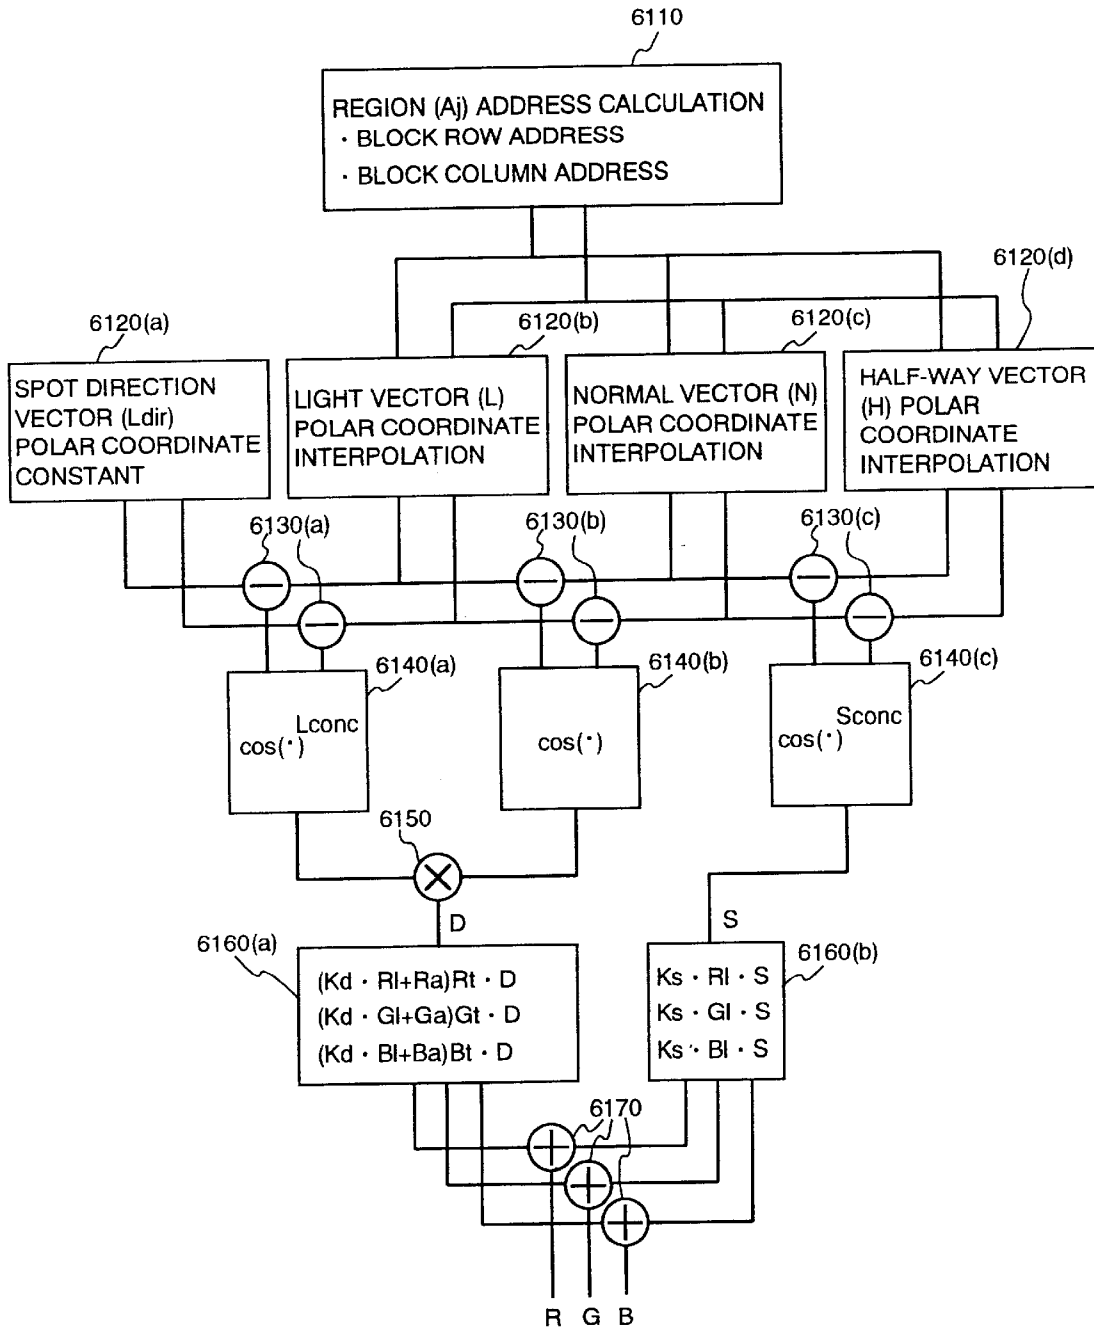 6110
REGION (Aj) ADDRESS CALCULATION
· BLOCK ROW ADDRESS
· BLOCK COLUMN ADDRESS
6120(a)
6120(b)
6120(c)
6120(d)
SPOT DIRECTION
VECTOR (Ldir)
POLAR COORDINATE
CONSTANT
LIGHT VECTOR (L)
POLAR COORDINATE
INTERPOLATION
NORMAL VECTOR (N)
POLAR COORDINATE
INTERPOLATION
HALF-WAY VECTOR
(H) POLAR
COORDINATE
INTERPOLATION
6130(a)
6130(b)
6130(c)
6140(a)
6140(b)
6140(c)
cos(·)Lconc
cos(·)
cos(·)Sconc
6150
D
S
6160(a)
(Kd · Rl+Ra)Rt · D
(Kd · Gl+Ga)Gt · D
(Kd · Bl+Ba)Bt · D
6160(b)
Ks · Rl · S
Ks · Gl · S
Ks · Bl · S
6170
R G B